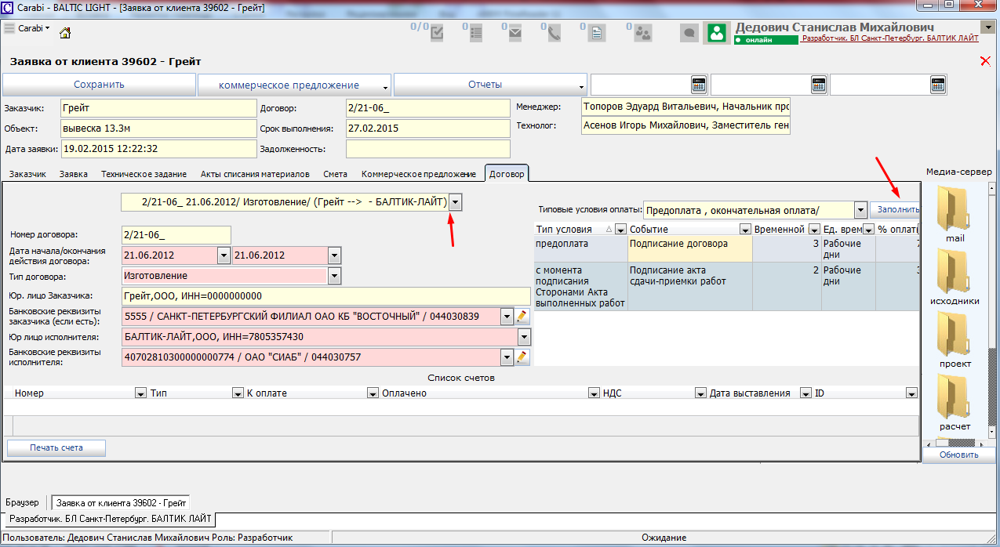 Carabi - BALTIC LIGHT - [Заявка от клиента 39602 - Грейт]
Carabi
0/0 0 0 0 0 0
Дедович Станислав Михайлович
онлайн Разработчик. БЛ Санкт-Петербург. БАЛТИК ЛАЙТ
Заявка от клиента 39602 - Грейт
Сохранить коммерческое предложение Отчеты
Заказчик: Грейт Договор: 2/21-06_ Менеджер: Топоров Эдуард Витальевич, Начальник про
Объект: вывеска 13.3м Срок выполнения: 27.02.2015 Технолог: Асенов Игорь Михайлович, Заместитель ген
Дата заявки: 19.02.2015 12:22:32 Задолженность:
Заказчик Заявка Техническое задание Акты списания материалов Смета Коммерческое предложение Договор
Медиа-сервер
2/21-06_ 21.06.2012/ Изготовление/ (Грейт --> - БАЛТИК-ЛАЙТ)
Типовые условия оплаты: Предоплата , окончательная оплата/ Заполнить
Тип условия Событие Временной Ед. врем % оплаты
предоплата Подписание договора 3 Рабочие
дни
с момента Подписание акта 2 Рабочие
подписания сдачи-приемки работ дни
Сторонами Акта
выполненных работ
Номер договора: 2/21-06_
Дата начала/окончания
действия договора: 21.06.2012 21.06.2012
Тип договора: Изготовление
Юр. лицо Заказчика: Грейт,ООО, ИНН=0000000000
Банковские реквизиты
заказчика (если есть): 5555 / САНКТ-ПЕТЕРБУРГСКИЙ ФИЛИАЛ ОАО КБ "ВОСТОЧНЫЙ" / 044030839
Юр лицо исполнителя: БАЛТИК-ЛАЙТ,ООО, ИНН=7805357430
Банковские реквизиты
исполнителя: 40702810300000000774 / ОАО "СИАБ" / 044030757
Список счетов
Номер Тип К оплате Оплачено НДС Дата выставления ID
Печать счета
mail
исходники
проект
расчет
Обновить
Браузер Заявка от клиента 39602 - Грейт
Разработчик. БЛ Санкт-Петербург. БАЛТИК ЛАЙТ
Пользователь: Дедович Станислав Михайлович Роль: Разработчик Ожидание